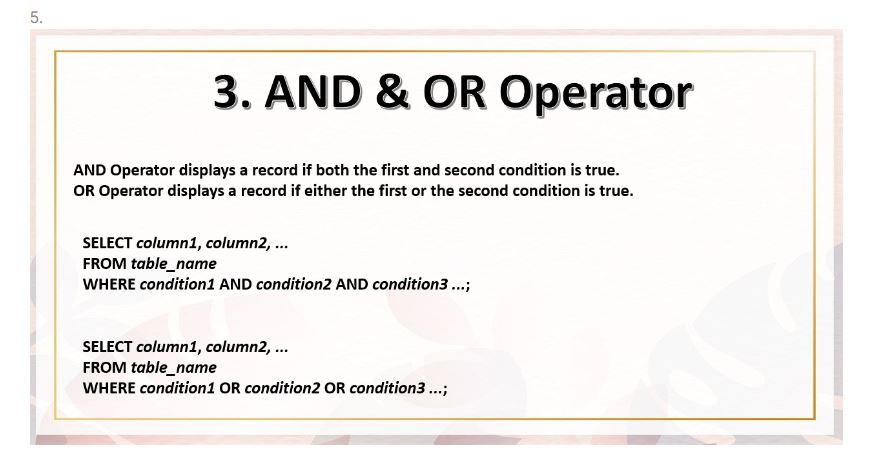 5.
3. AND & OR Operator
AND Operator displays a record if both the first and second condition is true.
OR Operator displays a record if either the first or the second condition is true.
SELECT column1, column2, ...
FROM table_name
WHERE condition1 AND condition2 AND condition3 ...;
SELECT column1, column2, ...
FROM table_name
WHERE condition1 OR condition2 OR condition3 ...;